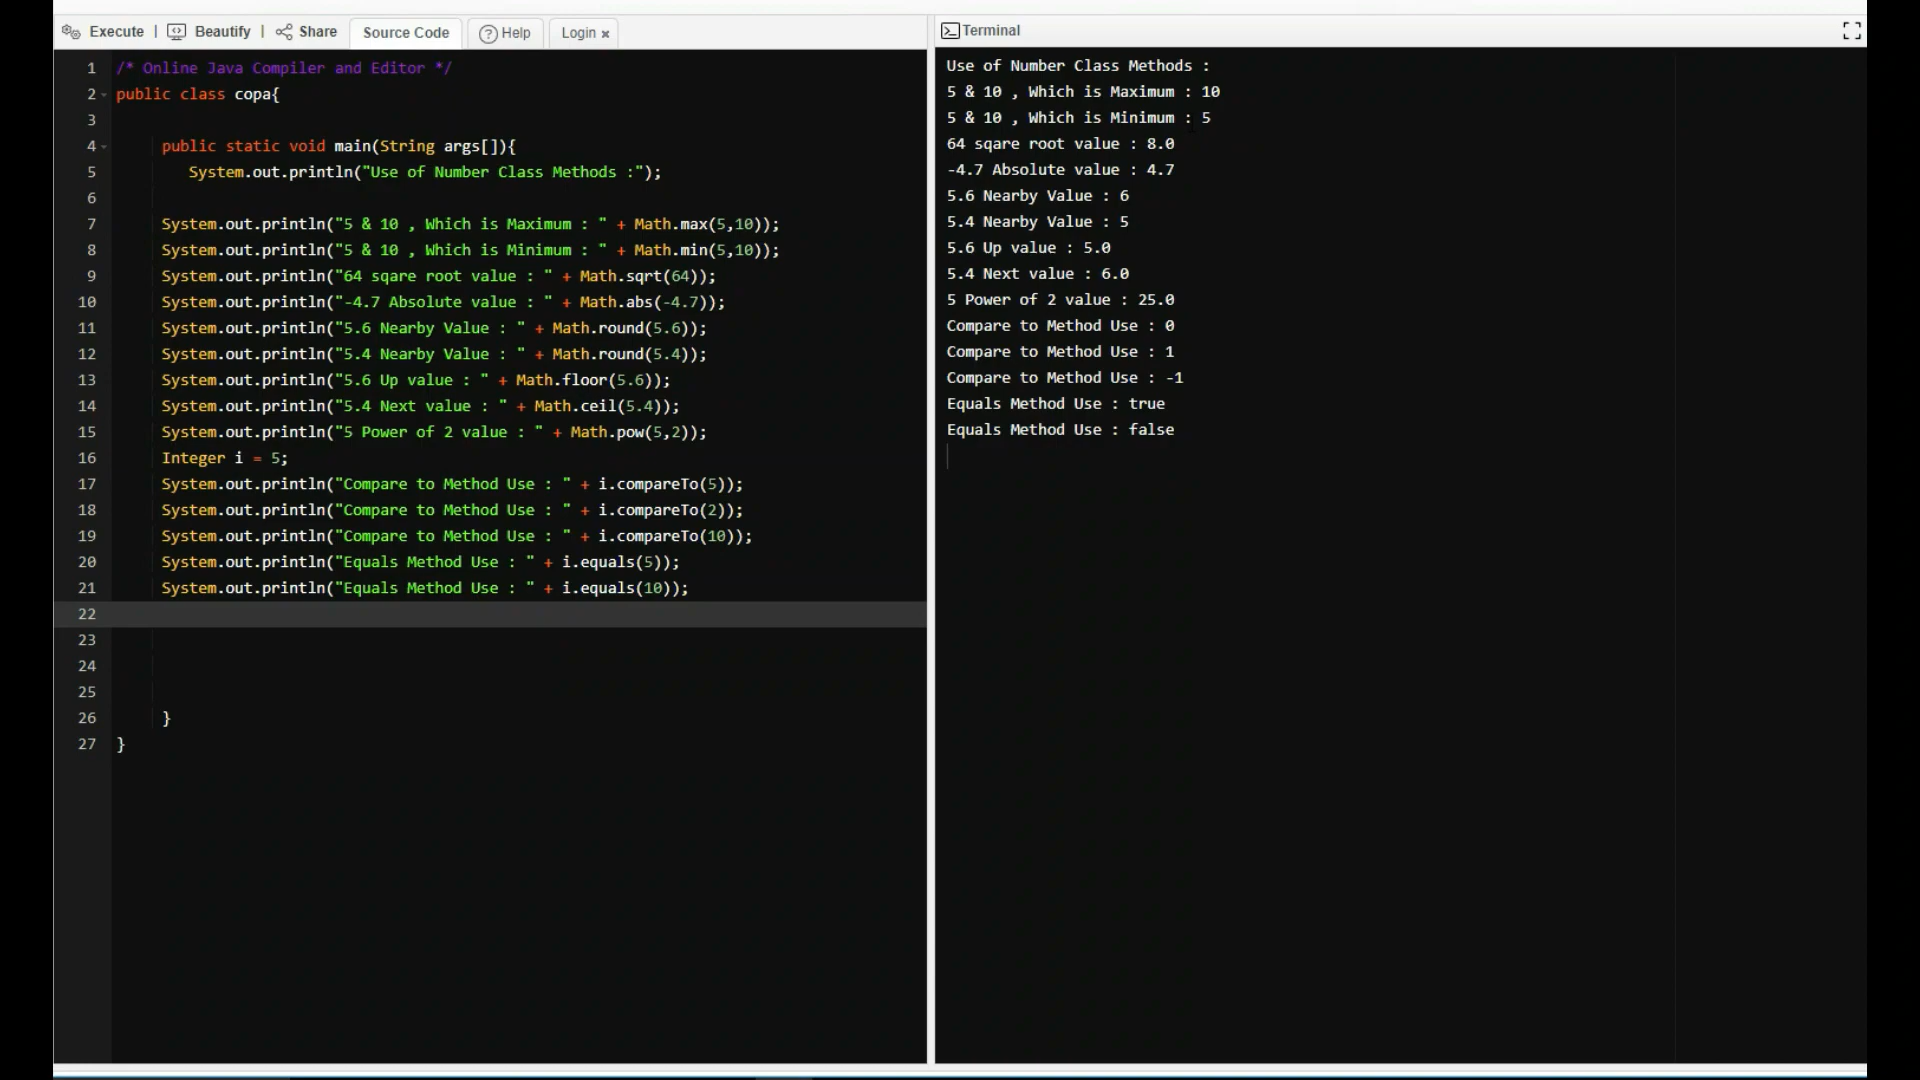 Execute | Beautify | Share Source Code Help Login ×
1 /* Online Java Compiler and Editor */
2 public class copa{
3
4 public static void main(String args[]){
5 System.out.println("Use of Number Class Methods :");
6
7 System.out.println("5 & 10 , Which is Maximum : " + Math.max(5,10));
8 System.out.println("5 & 10 , Which is Minimum : " + Math.min(5,10));
9 System.out.println("64 sqare root value : " + Math.sqrt(64));
10 System.out.println("-4.7 Absolute value : " + Math.abs(-4.7));
11 System.out.println("5.6 Nearby Value : " + Math.round(5.6));
12 System.out.println("5.4 Nearby Value : " + Math.round(5.4));
13 System.out.println("5.6 Up value : " + Math.floor(5.6));
14 System.out.println("5.4 Next value : " + Math.ceil(5.4));
15 System.out.println("5 Power of 2 value : " + Math.pow(5,2));
16 Integer i = 5;
17 System.out.println("Compare to Method Use : " + i.compareTo(5));
18 System.out.println("Compare to Method Use : " + i.compareTo(2));
19 System.out.println("Compare to Method Use : " + i.compareTo(10));
20 System.out.println("Equals Method Use : " + i.equals(5));
21 System.out.println("Equals Method Use : " + i.equals(10));
22
23
24
25
26 }
27 }
Terminal
Use of Number Class Methods :
5 & 10 , Which is Maximum : 10
5 & 10 , Which is Minimum : 5
64 sqare root value : 8.0
-4.7 Absolute value : 4.7
5.6 Nearby Value : 6
5.4 Nearby Value : 5
5.6 Up value : 5.0
5.4 Next value : 6.0
5 Power of 2 value : 25.0
Compare to Method Use : 0
Compare to Method Use : 1
Compare to Method Use : -1
Equals Method Use : true
Equals Method Use : false